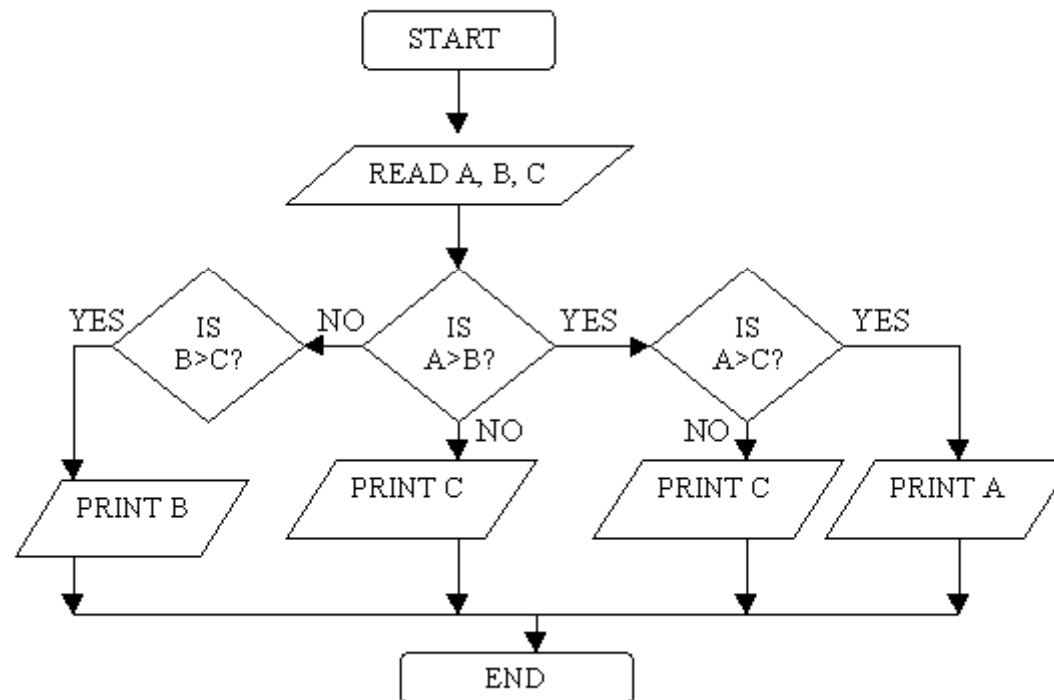 START
READ A, B, C
YES
IS
B>C?
NO
IS
A>B?
YES
IS
A>C?
YES
NO
NO
PRINT B
PRINT C
PRINT C
PRINT A
END